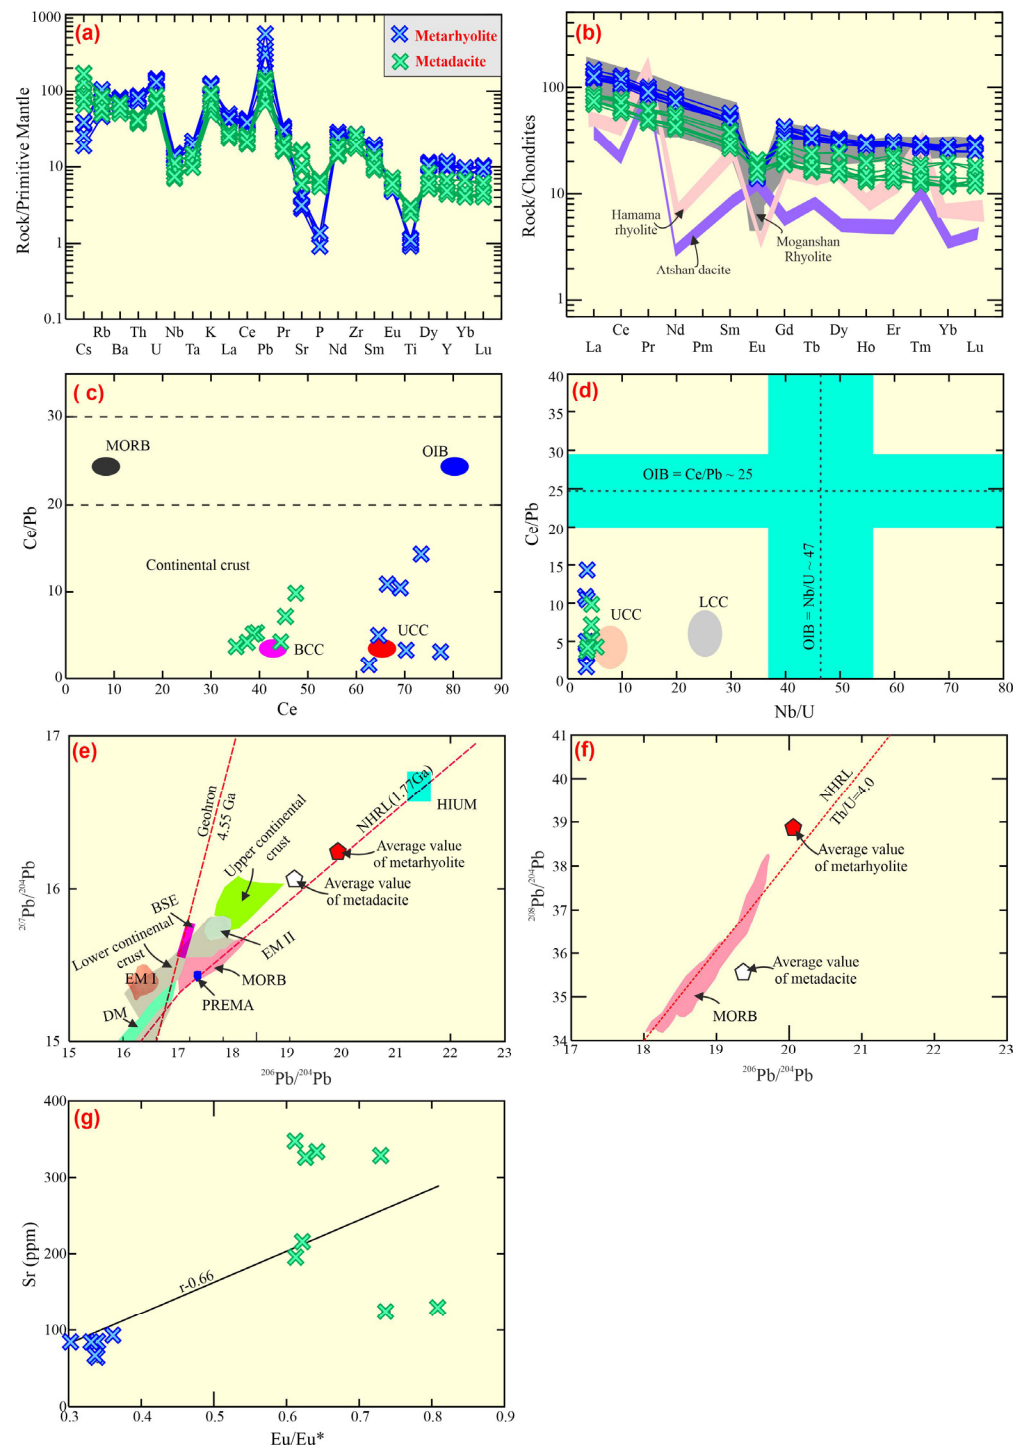 (a)
Metarhyolite
Metadacite
Rock/Primitive Mantle
1000
100
10
1
0.1
Rb Th Nb K Ce Pr P Zr Eu Dy Yb
Cs Ba U Ta La Pb Sr Nd Sm Ti Y Lu
(b)
Rock/Chondrites
100
10
1
Hamama
rhyolite
Atshan dacite
Moganshan
Rhyolite
Ce Nd Sm Gd Dy Er Yb
La Pr Pm Eu Tb Ho Tm Lu
( c)
Ce/Pb
30
20
10
0
MORB
OIB
Continental crust
BCC
UCC
0 10 20 30 40 50 60 70 80 90
Ce
(d)
Ce/Pb
40
35
30
25
20
15
10
5
0
OIB = Ce/Pb ~ 25
OIB = Nb/U ~ 47
UCC
LCC
0 10 20 30 40 50 60 70 80
Nb/U
(e)
207Pb/204Pb
17
16
15
Geohron
4.55 Ga
NHRL(1.77Ga)
HIUM
Upper continental
crust
Average value
of metarhyolite
Average value
of metadacite
BSE
Lower continental
crust
EM II
EM I
MORB
PREMA
DM
15 16 17 18 19 20 21 22 23
206Pb/204Pb
(f)
208Pb/204Pb
41
40
39
38
37
36
35
34
NHRL
Th/U=4.0
Average value
of metarhyolite
Average value
of metadacite
MORB
17 18 19 20 21 22 23
206Pb/204Pb
(g)
Sr (ppm)
400
300
200
100
0
r-0.66
0.3 0.4 0.5 0.6 0.7 0.8 0.9
Eu/Eu*